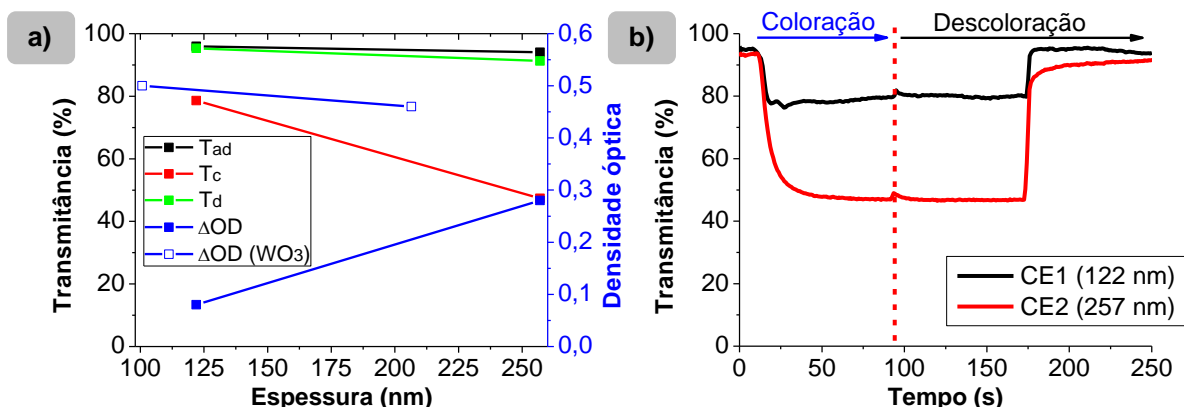 a)
Transmitância (%)
100
80
60
40
20
0
Tad
Tc
Td
ΔOD
ΔOD (WO3)
0,6
0,5
0,4
0,3
0,2
0,1
0,0
Densidade óptica
100 125 150 175 200 225 250
Espessura (nm)
b)
Coloração
Descoloração
Transmitância (%)
100
80
60
40
20
0
CE1 (122 nm)
CE2 (257 nm)
0 50 100 150 200 250
Tempo (s)